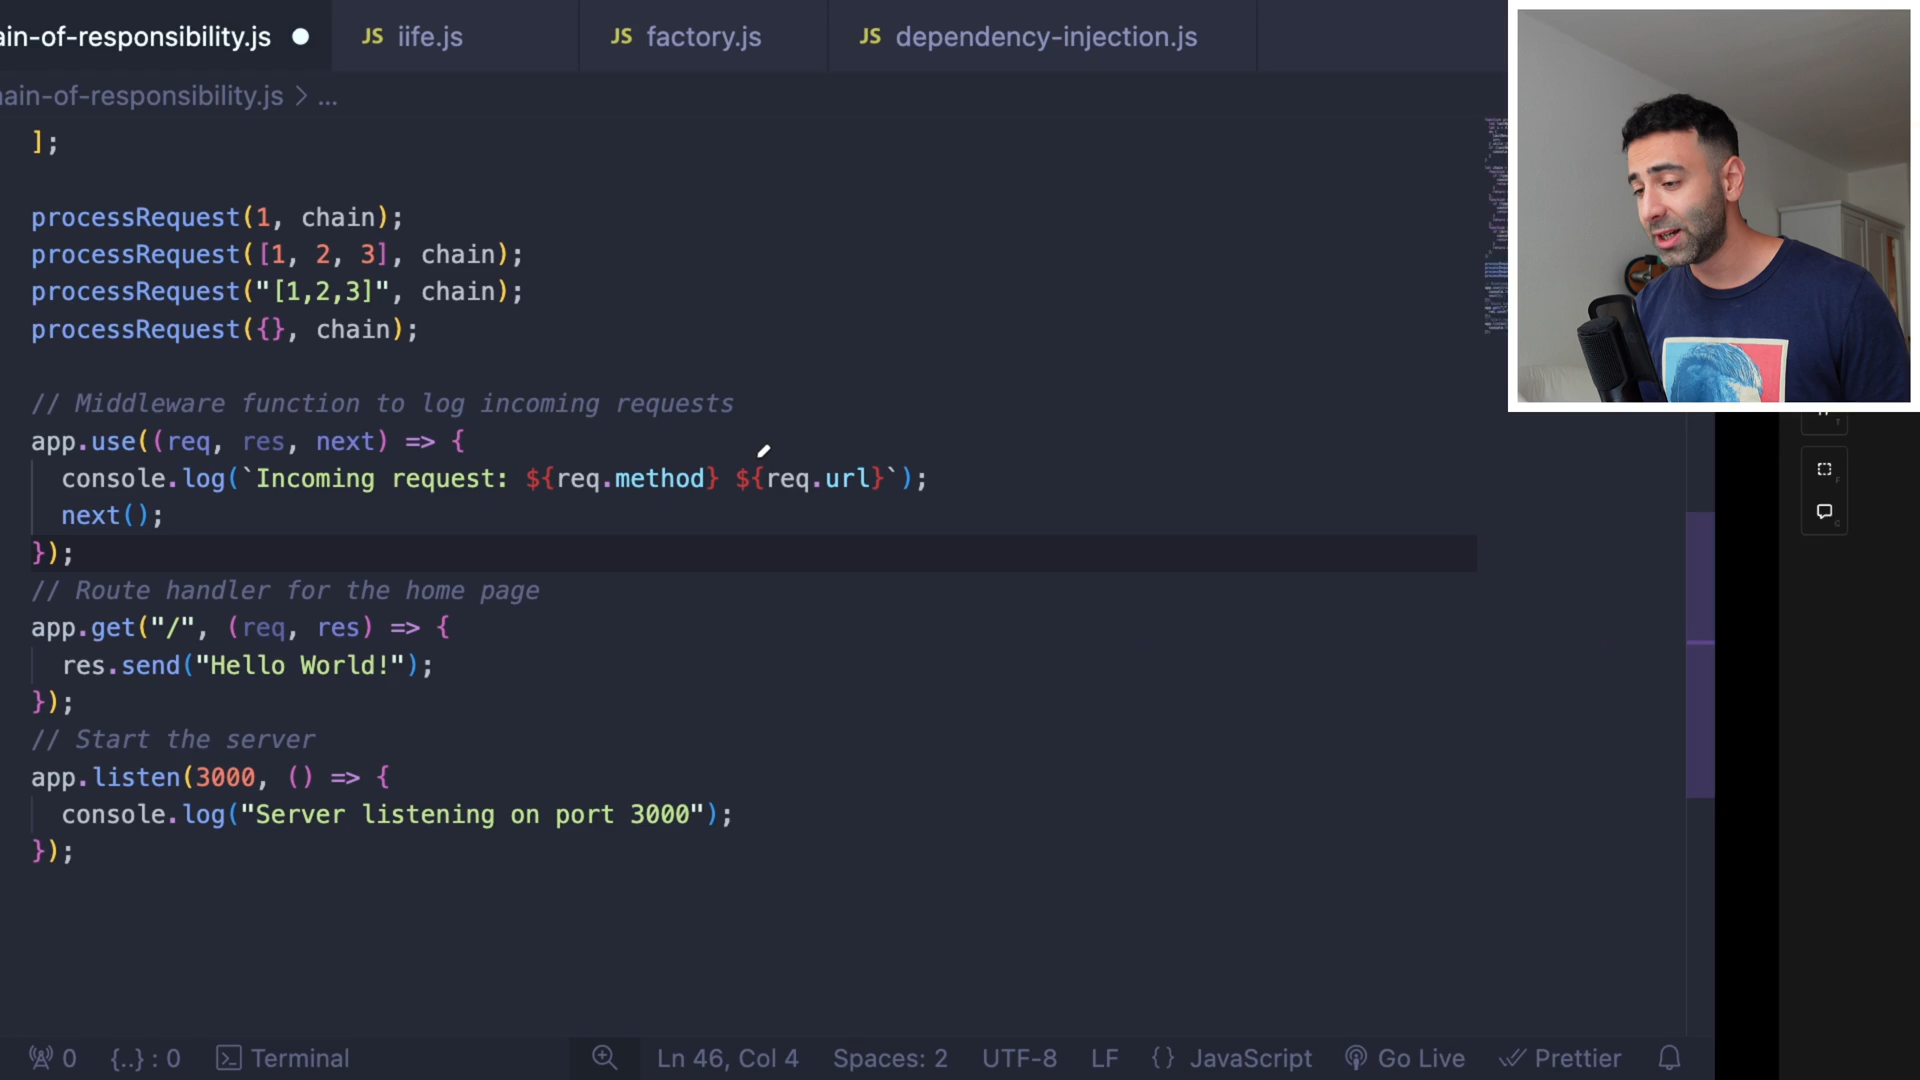 ain-of-responsibility.js
JS iife.js
JS factory.js
JS dependency-injection.js
ain-of-responsibility.js > ...
];
processRequest(1, chain);
processRequest([1, 2, 3], chain);
processRequest("[1,2,3]", chain);
processRequest({}, chain);
// Middleware function to log incoming requests
app.use((req, res, next) => {
console.log(`Incoming request: ${req.method} ${req.url}`);
next();
});
// Route handler for the home page
app.get("/", (req, res) => {
res.send("Hello World!");
});
// Start the server
app.listen(3000, () => {
console.log("Server listening on port 3000");
});
0 {..} : 0 Terminal Ln 46, Col 4 Spaces: 2 UTF-8 LF {} JavaScript Go Live Prettier